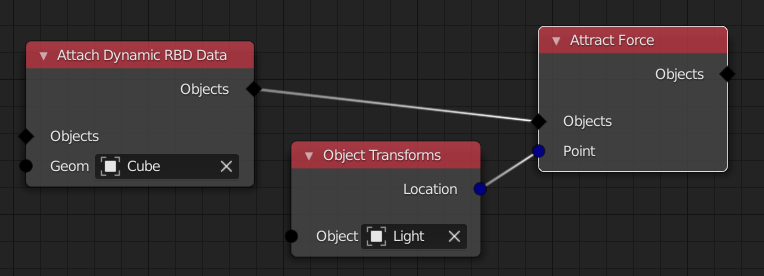 Attach Dynamic RBD Data
Objects
Objects
Geom Cube
Object Transforms
Location
Object Light
Attract Force
Objects
Objects
Point